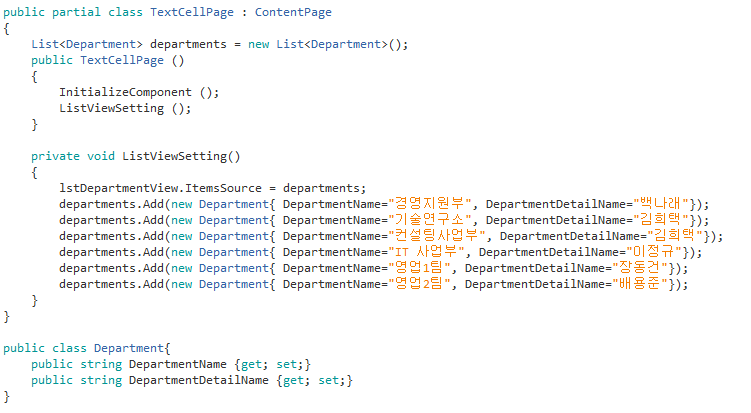 public partial class TextCellPage : ContentPage
{
    List<Department> departments = new List<Department>();
    public TextCellPage ()
    {
        InitializeComponent ();
        ListViewSetting ();
    }

    private void ListViewSetting()
    {
        lstDepartmentView.ItemsSource = departments;
        departments.Add(new Department{ DepartmentName="경영지원부", DepartmentDetailName="백나래"});
        departments.Add(new Department{ DepartmentName="기술연구소", DepartmentDetailName="김희택"});
        departments.Add(new Department{ DepartmentName="컨설팅사업부", DepartmentDetailName="김희택"});
        departments.Add(new Department{ DepartmentName="IT 사업부", DepartmentDetailName="이정규"});
        departments.Add(new Department{ DepartmentName="영업1팀", DepartmentDetailName="장동건"});
        departments.Add(new Department{ DepartmentName="영업2팀", DepartmentDetailName="배용준"});
    }
}

public class Department{
    public string DepartmentName {get; set;}
    public string DepartmentDetailName {get; set;}
}